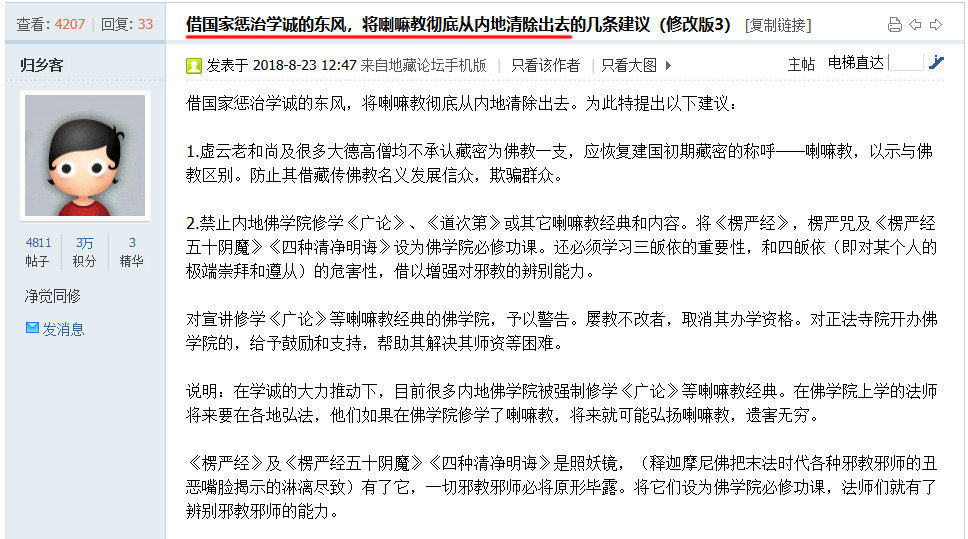 查看: 4207 | 回复: 33
借国家惩治学诚的东风，将喇嘛教彻底从内地清除出去的几条建议（修改版3） [复制链接]
归乡客
发表于 2018-8-23 12:47 来自地藏论坛手机版 | 只看该作者 | 只看大图
主帖 电梯直达
4811 3万 3
帖子 积分 精华
净觉同修
发消息
借国家惩治学诚的东风，将喇嘛教彻底从内地清除出去。为此特提出以下建议：
1.虚云老和尚及很多大德高僧均不承认藏密为佛教一支，应恢复建国初期藏密的称呼——喇嘛教，以示与佛
教区别。防止其借藏传佛教名义发展信众，欺骗群众。
2.禁止内地佛学院修学《广论》、《道次第》或其它喇嘛教经典和内容。将《楞严经》，楞严咒及《楞严经
五十阴魔》《四种清净明诲》设为佛学院必修功课。还必须学习三皈依的重要性，和四皈依（即对某个人的
极端崇拜和遵从）的危害性，借以增强对邪教的辨别能力。
对宣讲修学《广论》等喇嘛教经典的佛学院，予以警告。屡教不改者，取消其办学资格。对正法寺院开办佛
学院的，给予鼓励和支持，帮助其解决其师资等困难。
说明：在学诚的大力推动下，目前很多内地佛学院被强制修学《广论》等喇嘛教经典。在佛学院上学的法师
将来要在各地弘法，他们如果在佛学院修学了喇嘛教，将来就可能弘扬喇嘛教，遗害无穷。
《楞严经》及《楞严经五十阴魔》《四种清净明诲》是照妖镜，（释迦摩尼佛把末法时代各种邪教邪师的丑
恶嘴脸揭示的淋漓尽致）有了它，一切邪教邪师必将原形毕露。将它们设为佛学院必修功课，法师们就有了
辨别邪教邪师的能力。